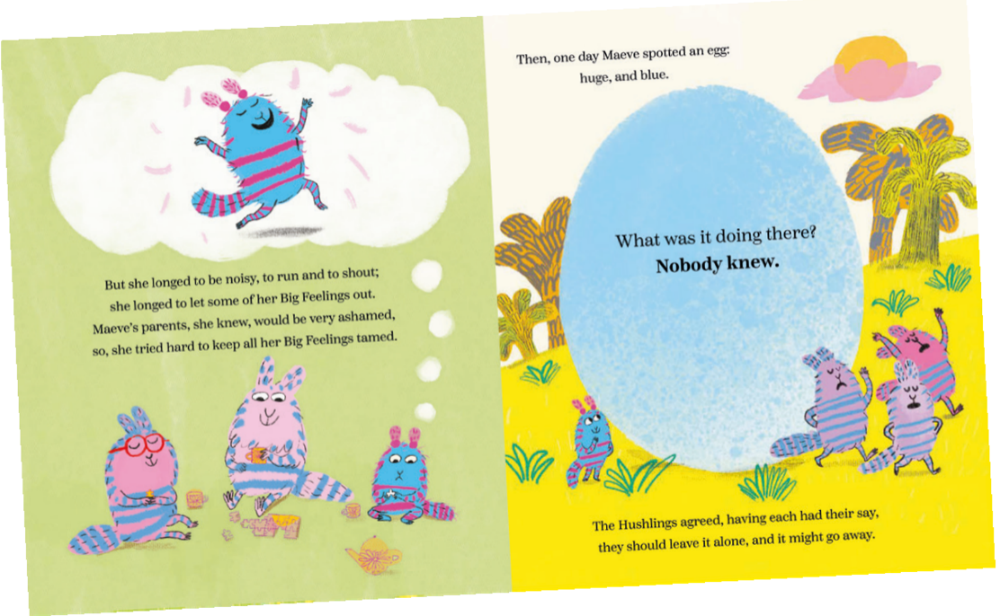 But she longed to be noisy, to run and to shout;
she longed to let some of her Big Feelings out.
Maeve's parents, she knew, would be very ashamed,
so, she tried hard to keep all her Big Feelings tamed.
Then, one day Maeve spotted an egg:
huge, and blue.
What was it doing there?
Nobody knew.
The Hushlings agreed, having each had their say,
they should leave it alone, and it might go away.